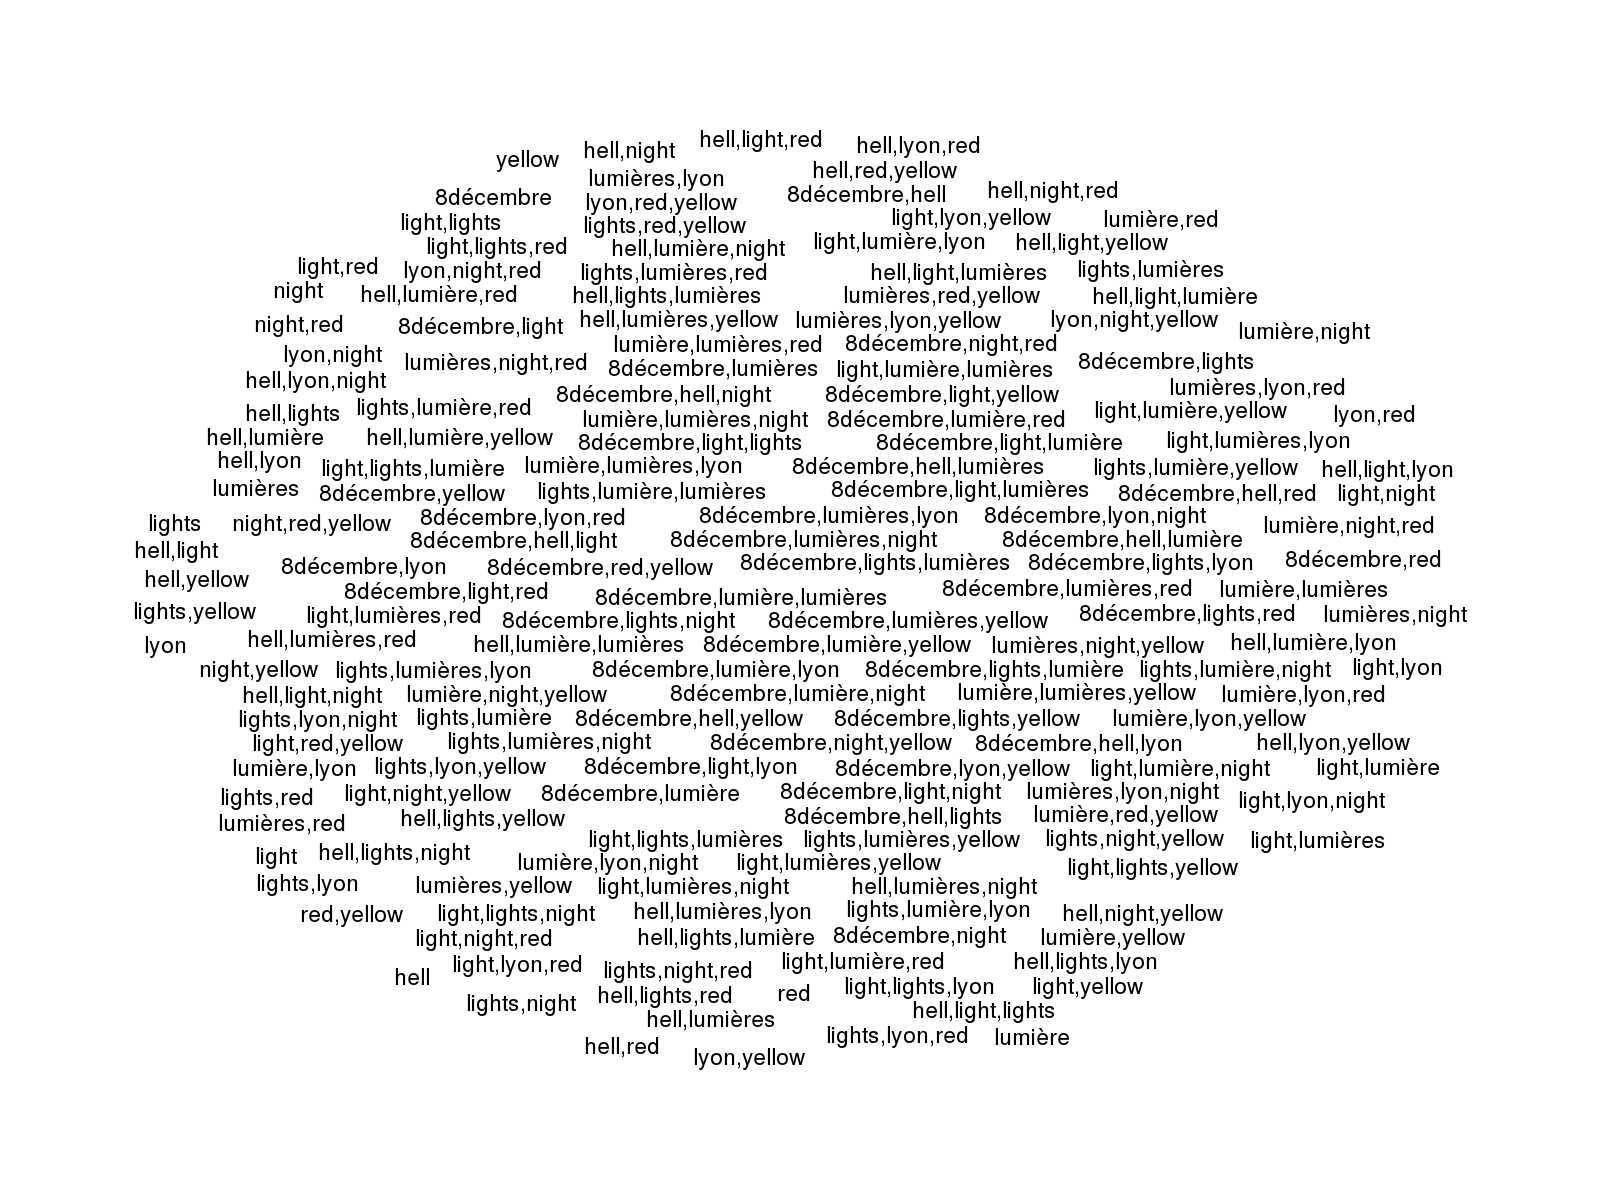 hell,light,red
hell,lyon,red
yellow
hell,night
hell,red,yellow
lumières,lyon
8décembre
lyon,red,yellow
8décembre,hell
hell,night,red
light,lights
lights,red,yellow
light,lyon,yellow
lumière,red
light,lights,red
hell,lumière,night
light,lumière,lyon
hell,light,yellow
light,red
lyon,night,red
lights,lumières,red
hell,light,lumières
lights,lumières
night
hell,lumière,red
hell,lights,lumières
lumières,red,yellow
hell,light,lumière
night,red
8décembre,light
hell,lumières,yellow
lumières,lyon,yellow
lyon,night,yellow
lumière,night
lyon,night
lumières,night,red
lumière,lumières,red
8décembre,night,red
8décembre,lumières
light,lumière,lumières
8décembre,lights
hell,lyon,night
8décembre,hell,night
8décembre,light,yellow
lumières,lyon,red
hell,lights
lights,lumière,red
lumière,lumières,night
8décembre,lumière,red
light,lumière,yellow
lyon,red
hell,lumière
hell,lumière,yellow
8décembre,light,lights
8décembre,light,lumière
light,lumières,lyon
hell,lyon
light,lights,lumière
lumière,lumières,lyon
8décembre,hell,lumières
lights,lumière,yellow
hell,light,lyon
lumières
8décembre,yellow
lights,lumière,lumières
8décembre,light,lumières
8décembre,hell,red
light,night
lights
night,red,yellow
8décembre,lyon,red
8décembre,lumières,lyon
8décembre,lyon,night
lumière,night,red
hell,light
8décembre,hell,light
8décembre,lumières,night
8décembre,hell,lumière
8décembre,lyon
8décembre,red,yellow
8décembre,lights,lumières
8décembre,lights,lyon
8décembre,red
hell,yellow
8décembre,light,red
8décembre,lumière,lumières
8décembre,lumières,red
lumière,lumières
lights,yellow
light,lumières,red
8décembre,lights,night
8décembre,lumières,yellow
8décembre,lights,red
lumières,night
lyon
hell,lumières,red
hell,lumière,lumières
8décembre,lumière,yellow
lumières,night,yellow
hell,lumière,lyon
night,yellow
lights,lumières,lyon
8décembre,lumière,lyon
8décembre,lights,lumière
lights,lumière,night
light,lyon
hell,light,night
lumière,night,yellow
8décembre,lumière,night
lumière,lumières,yellow
lumière,lyon,red
lights,lyon,night
lights,lumière
8décembre,hell,yellow
8décembre,lights,yellow
lumière,lyon,yellow
light,red,yellow
lights,lumières,night
8décembre,night,yellow
8décembre,hell,lyon
hell,lyon,yellow
lumière,lyon
lights,lyon,yellow
8décembre,light,lyon
8décembre,lyon,yellow
light,lumière,night
light,lumière
lights,red
light,night,yellow
8décembre,lumière
8décembre,light,night
lumières,lyon,night
light,lyon,night
lumières,red
hell,lights,yellow
8décembre,hell,lights
lumière,red,yellow
light,lights,lumières
lights,lumières,yellow
lights,night,yellow
light,lumières
light
hell,lights,night
lumière,lyon,night
light,lumières,yellow
light,lights,yellow
lights,lyon
lumières,yellow
light,lumières,night
hell,lumières,night
red,yellow
light,lights,night
hell,lumières,lyon
lights,lumière,lyon
hell,night,yellow
light,night,red
hell,lights,lumière
8décembre,night
lumière,yellow
hell
light,lyon,red
lights,night,red
light,lumière,red
hell,lights,lyon
lights,night
hell,lights,red
red
light,lights,lyon
light,yellow
hell,lumières
hell,light,lights
hell,red
lights,lyon,red
lumière
lyon,yellow